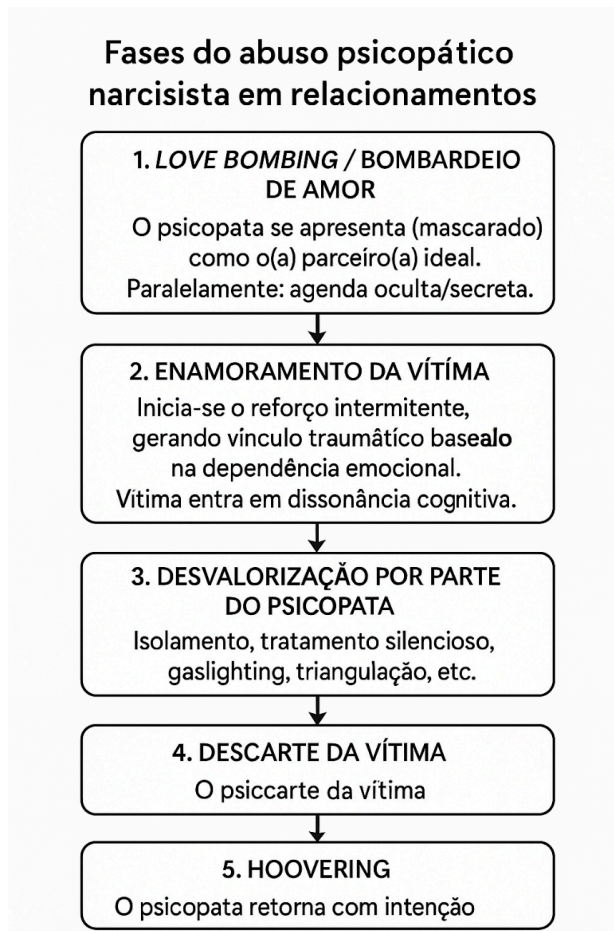 Fases do abuso psicopático
narcisista em relacionamentos
1. LOVE BOMBING / BOMBARDEIO
DE AMOR
O psicopata se apresenta (mascarado)
como o(a) parceíro(a) ideal.
Paralelamente: agenda oculta/secreta.
2. ENAMORAMENTO DA VÍTÍMA
Inicia-se o reforço intermitente,
gerando vínculo traumâtíco basealo
na dependência emocional.
Vítima entra em dissonância cognitiva.
3. DESVALORIZAÇÃO POR PARTE
DO PSICOPATA
Isolamento, tratamento silencioso,
gaslighting, triangulação, etc.
4. DESCARTE DA VÍTIMA
O psiccarte da vítima
5. HOOVERING
O psicopata retorna com intenção